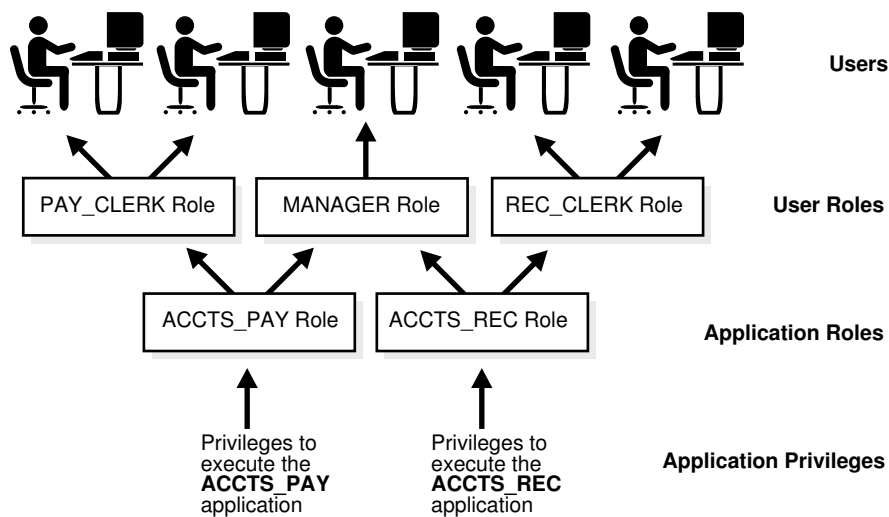 Users
PAY_CLERK Role
MANAGER Role
REC_CLERK Role
User Roles
ACCTS_PAY Role
ACCTS_REC Role
Application Roles
Privileges to
execute the
ACCTS_PAY
application
Privileges to
execute the
ACCTS_REC
application
Application Privileges